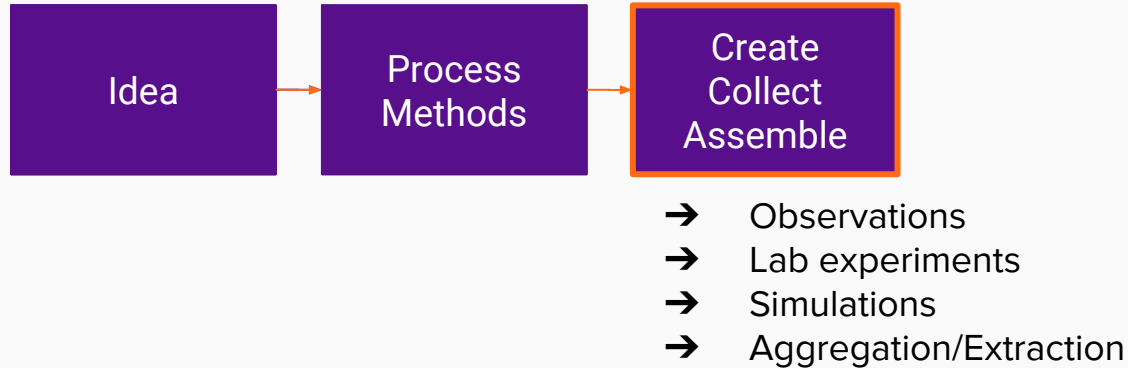 Idea
Process
Methods
Create
Collect
Assemble
➔ Observations
➔ Lab experiments
➔ Simulations
➔ Aggregation/Extraction